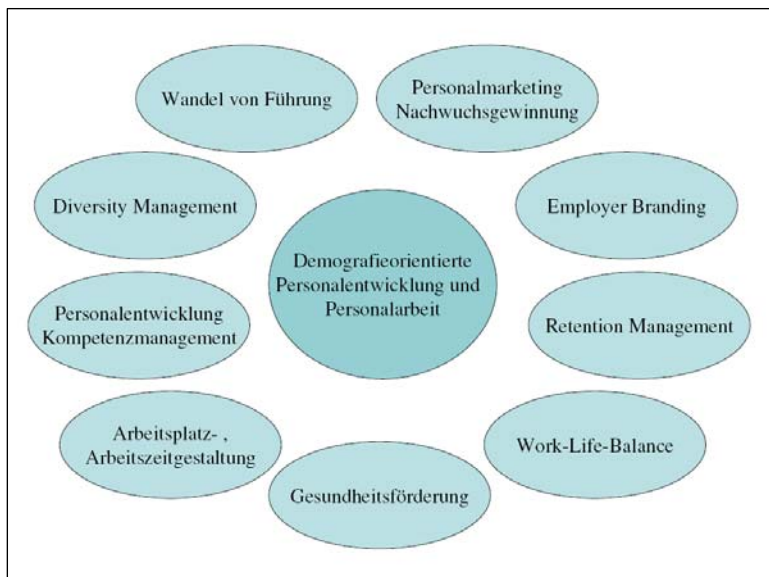 Wandel von Führung
Personalmarketing
Nachwuchsgewinnung
Diversity Management
Employer Branding
Demografieorientierte
Personalentwicklung und
Personalarbeit
Personalentwicklung
Kompetenzmanagement
Retention Management
Arbeitsplatz- ,
Arbeitszeitgestaltung
Work-Life-Balance
Gesundheitsförderung